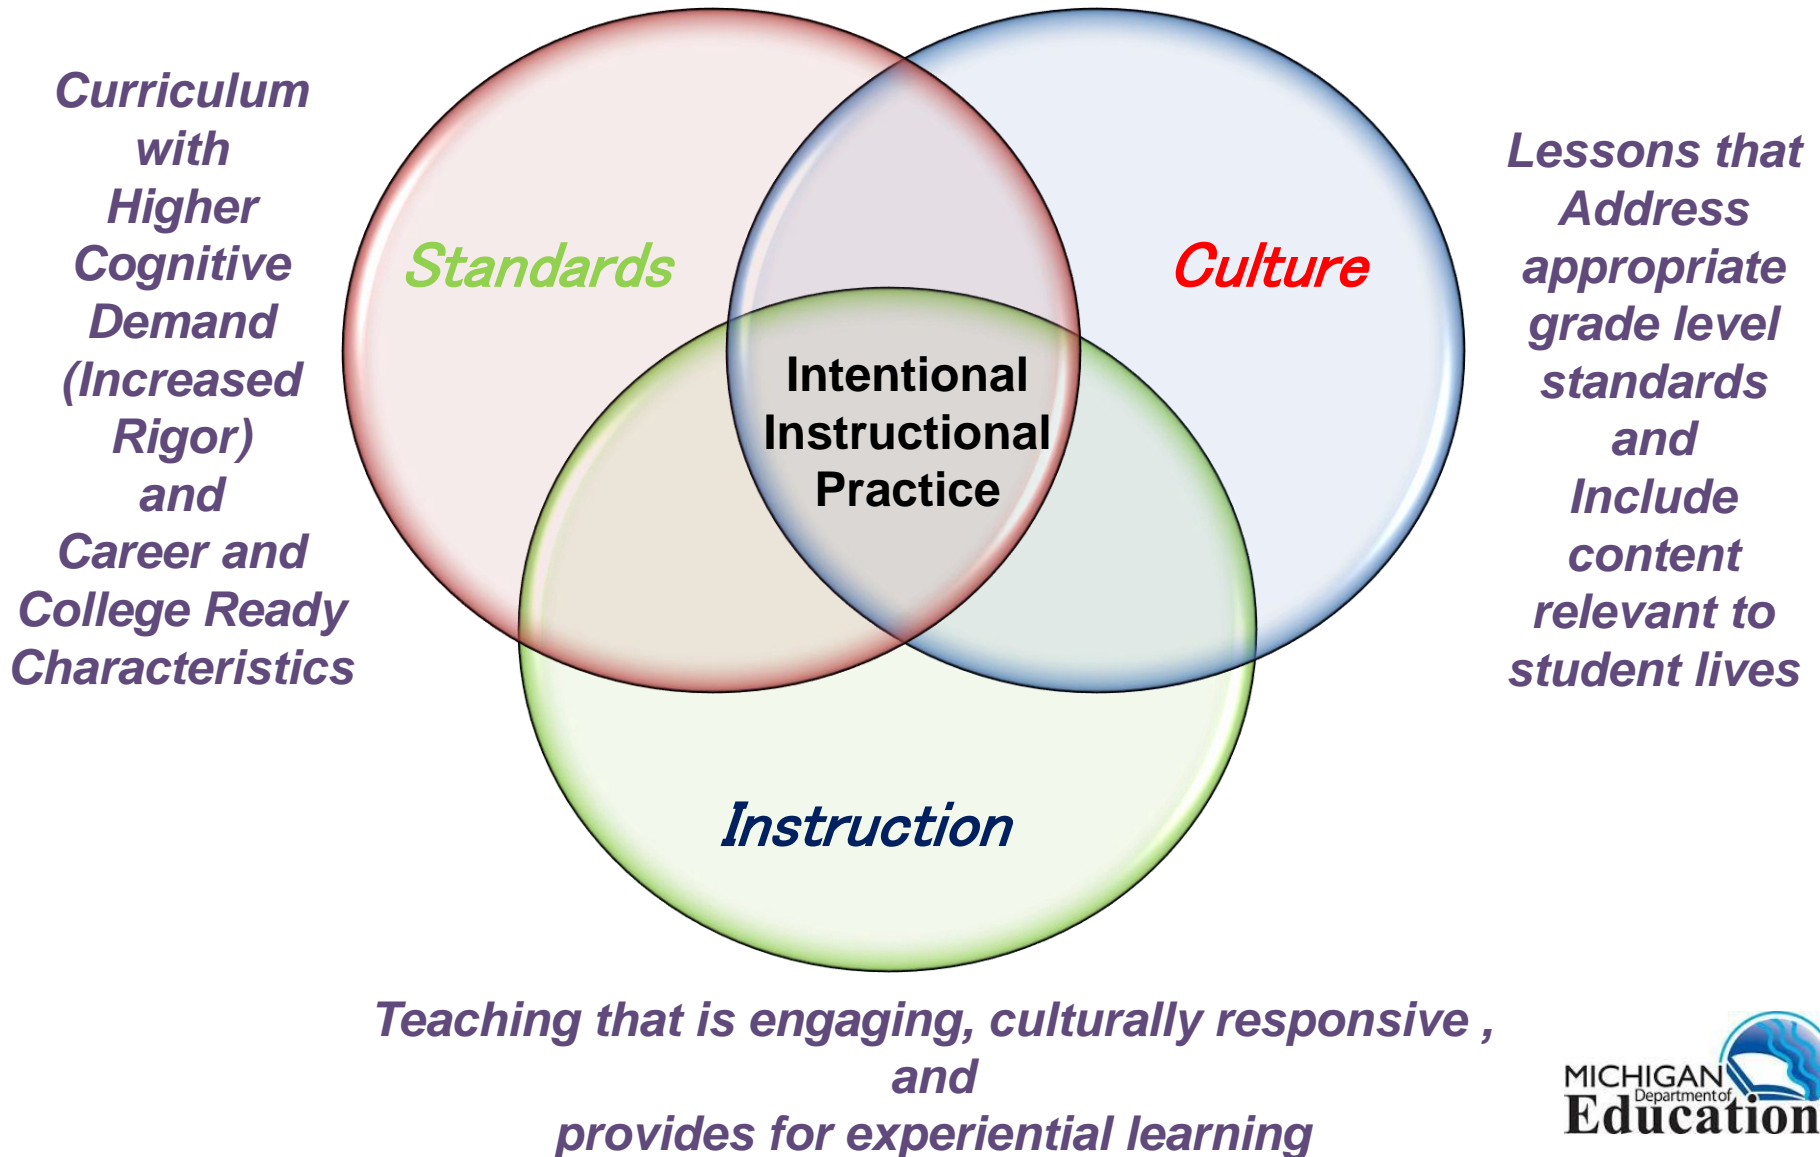 Curriculum
with
Higher
Cognitive
Demand
(Increased
Rigor)
and
Career and
College Ready
Characteristics
Standards
Culture
Intentional
Instructional
Practice
Instruction
Lessons that
Address
appropriate
grade level
standards
and
Include
content
relevant to
student lives
Teaching that is engaging, culturally responsive ,
and
provides for experiential learning
MICHIGAN
Department of
Education